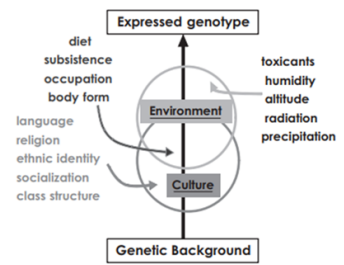 Expressed genotype
diet
subsistence
occupation
body form
toxicants
humidity
altitude
radiation
precipitation
Environment
language
religion
ethnic identity
socialization
class structure
Culture
Genetic Background